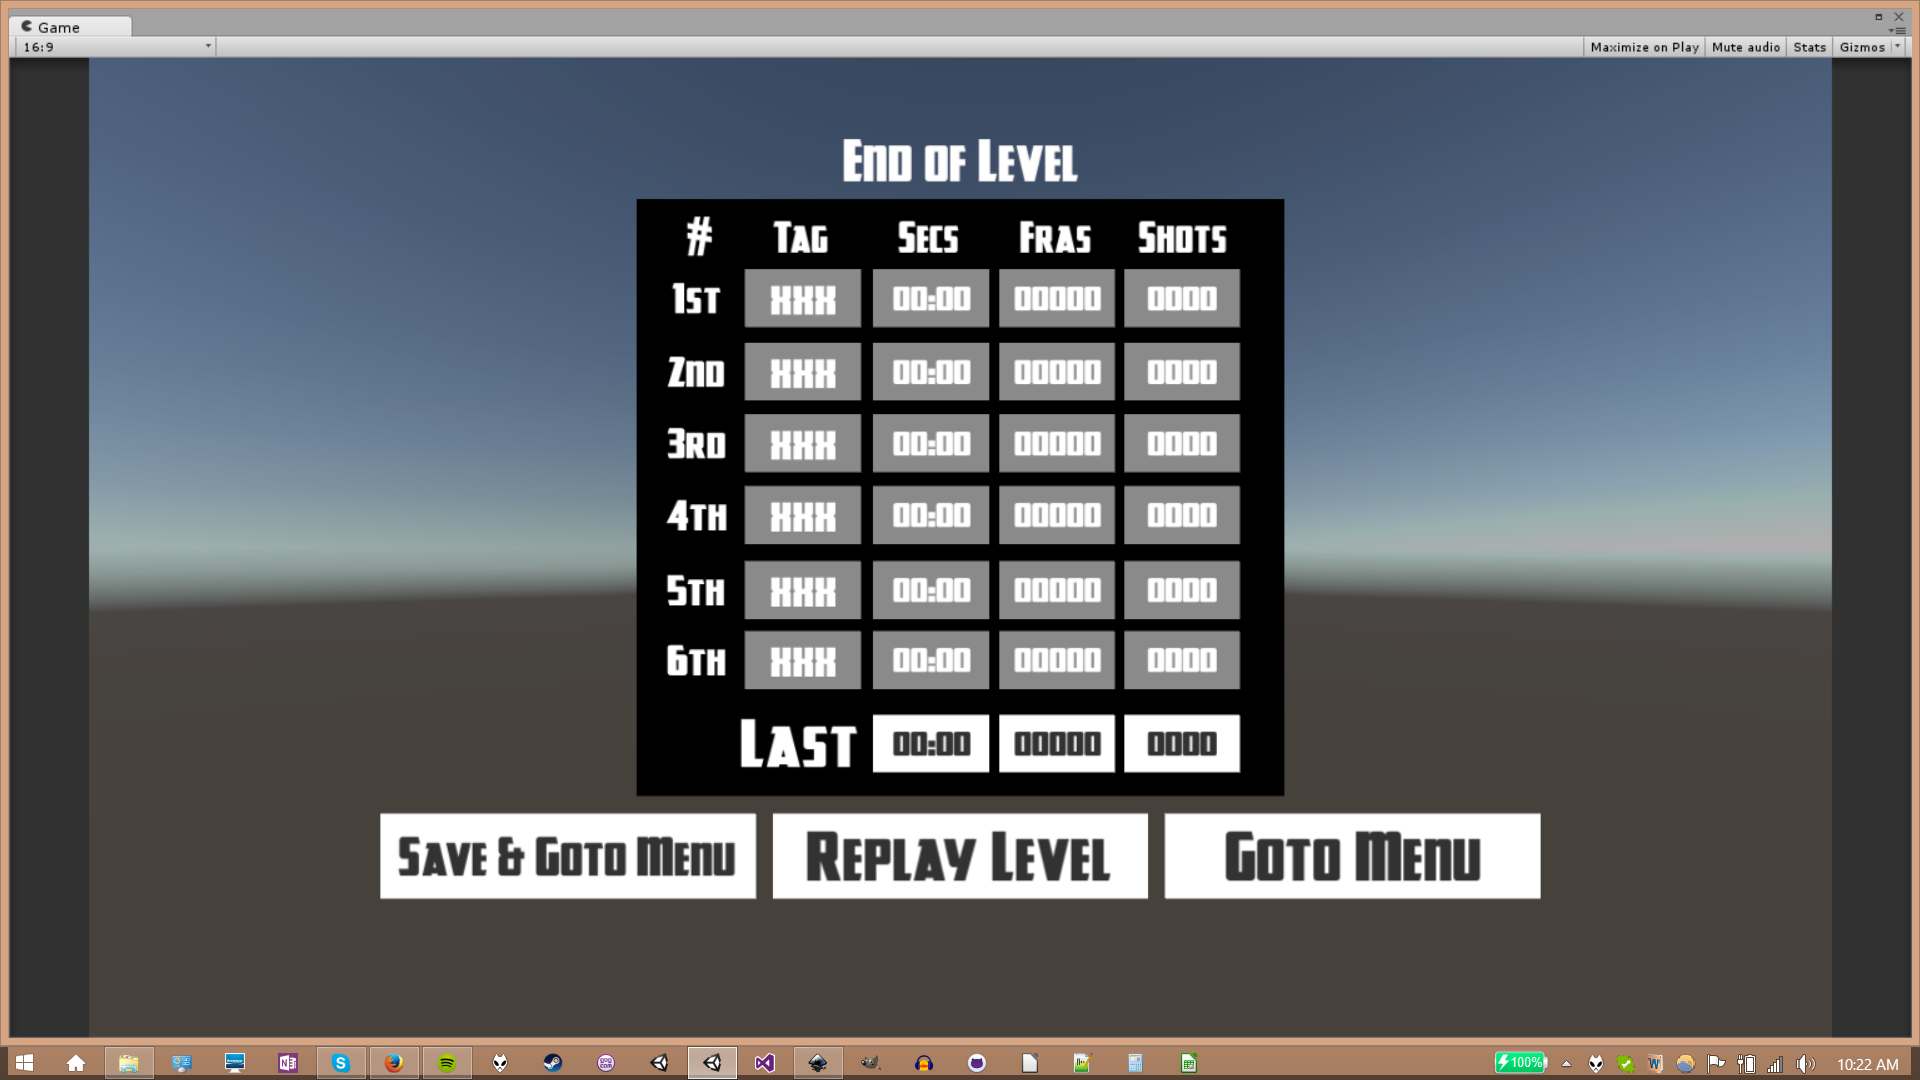 Game
16:9 Maximize on Play Mute audio Stats Gizmos
End of Level
# Tag Secs Fras Shots
1st XXX 00:00 00000 0000
2nd XXX 00:00 00000 0000
3rd XXX 00:00 00000 0000
4th XXX 00:00 00000 0000
5th XXX 00:00 00000 0000
6th XXX 00:00 00000 0000
Last 00:00 00000 0000
Save & Goto Menu Replay Level Goto Menu
100% 10:22 AM